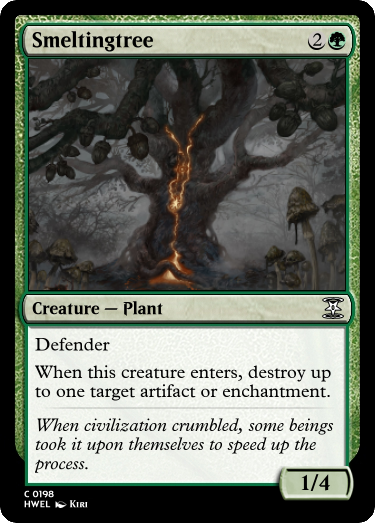 Smeltingtree 2
Creature — Plant
Defender
When this creature enters, destroy up
to one target artifact or enchantment.
When civilization crumbled, some beings
took it upon themselves to speed up the
process.
1/4
C 0198
HWEL Kiri